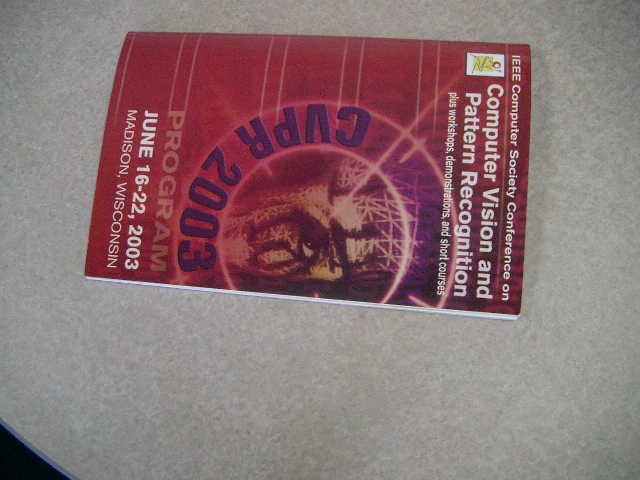 IEEE Computer Society Conference on
Computer Vision and
Pattern Recognition
plus workshops, demonstrations, and short courses
CVPR 2003
PROGRAM
JUNE 16-22, 2003
MADISON, WISCONSIN